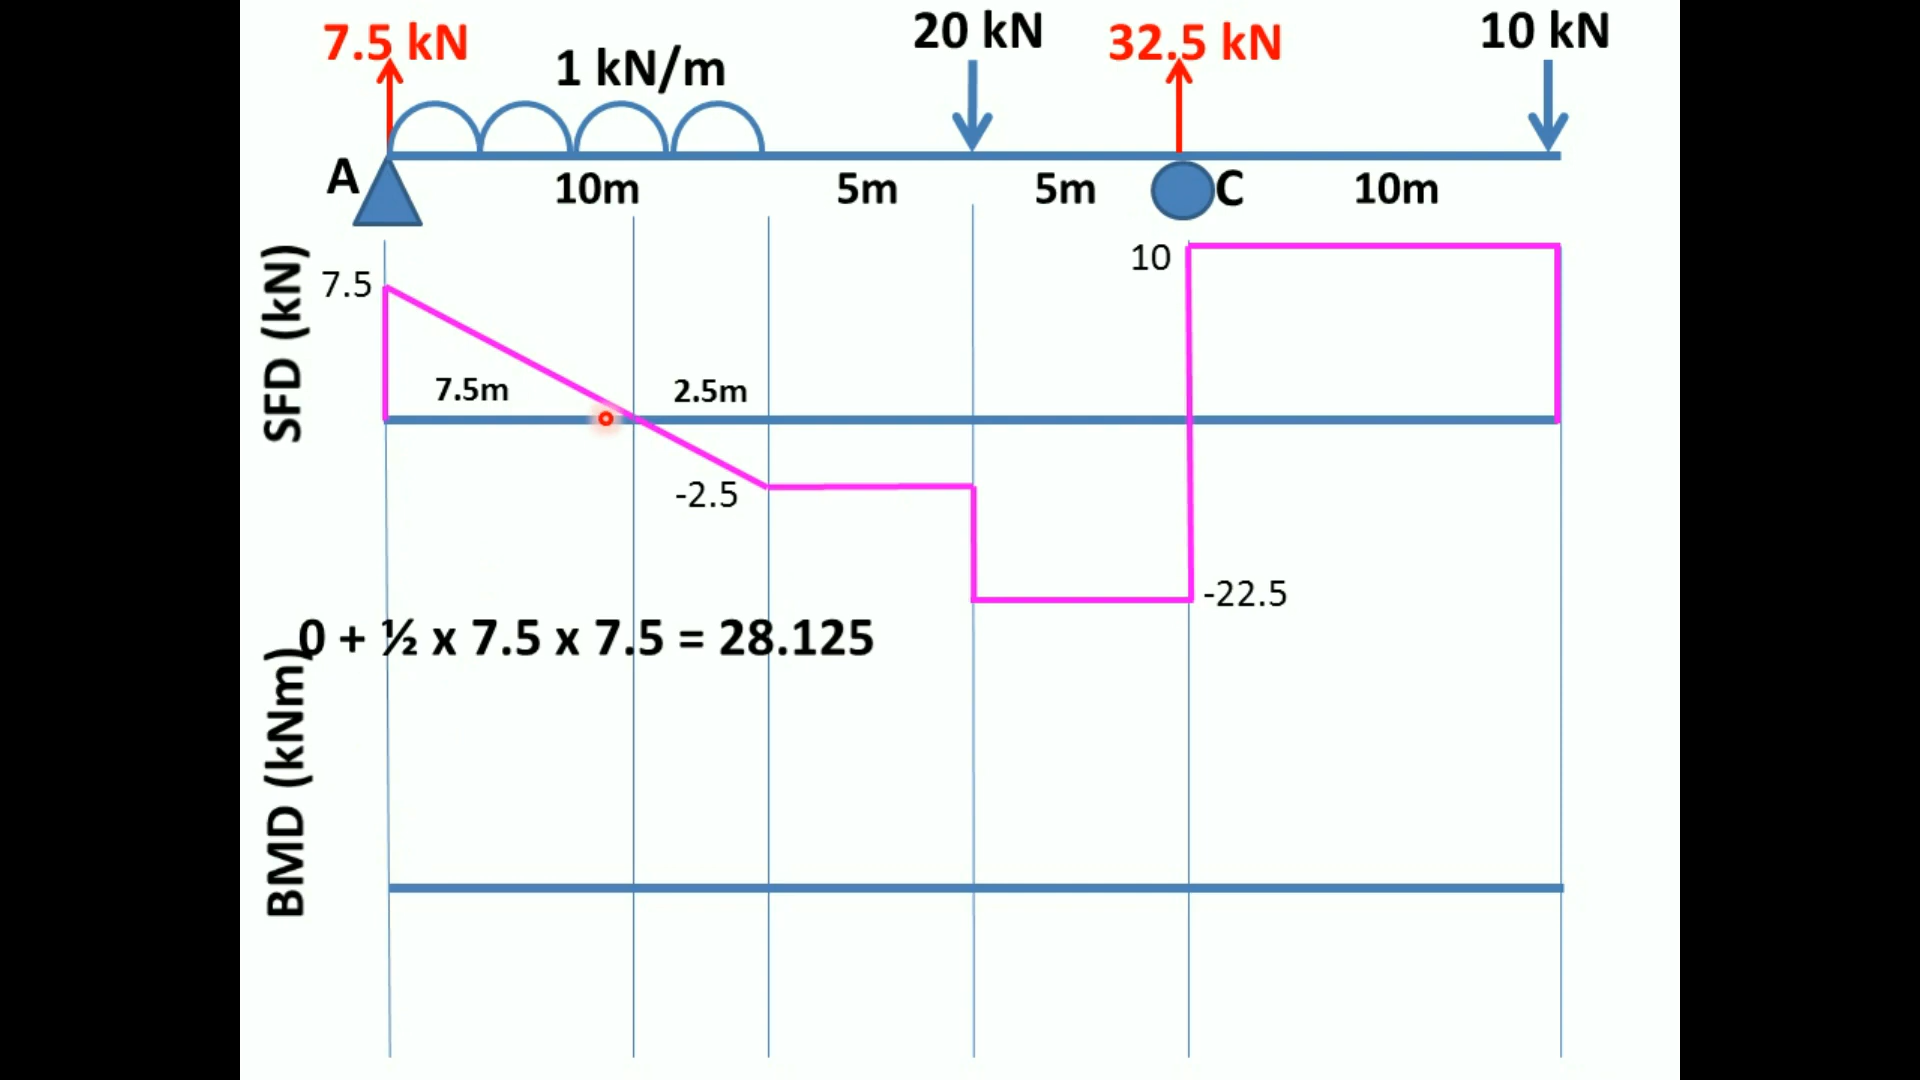 7.5 kN
1 kN/m
20 kN
32.5 kN
10 kN
A
10m
5m
5m
C
10m
SFD (kN)
7.5
10
7.5m
2.5m
-2.5
-22.5
0 + ½ x 7.5 x 7.5 = 28.125
BMD (kNm)